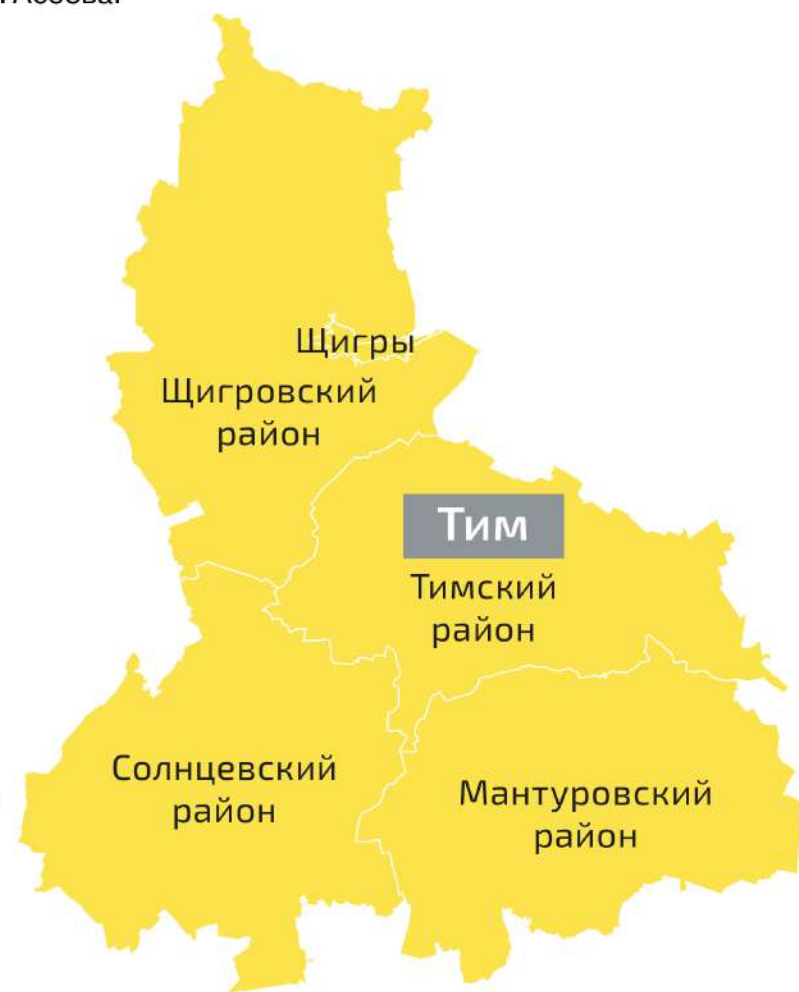 Щигры
Щигровский
район
Тим
Тимский
район
Солнцевский
район
Мантуровский
район